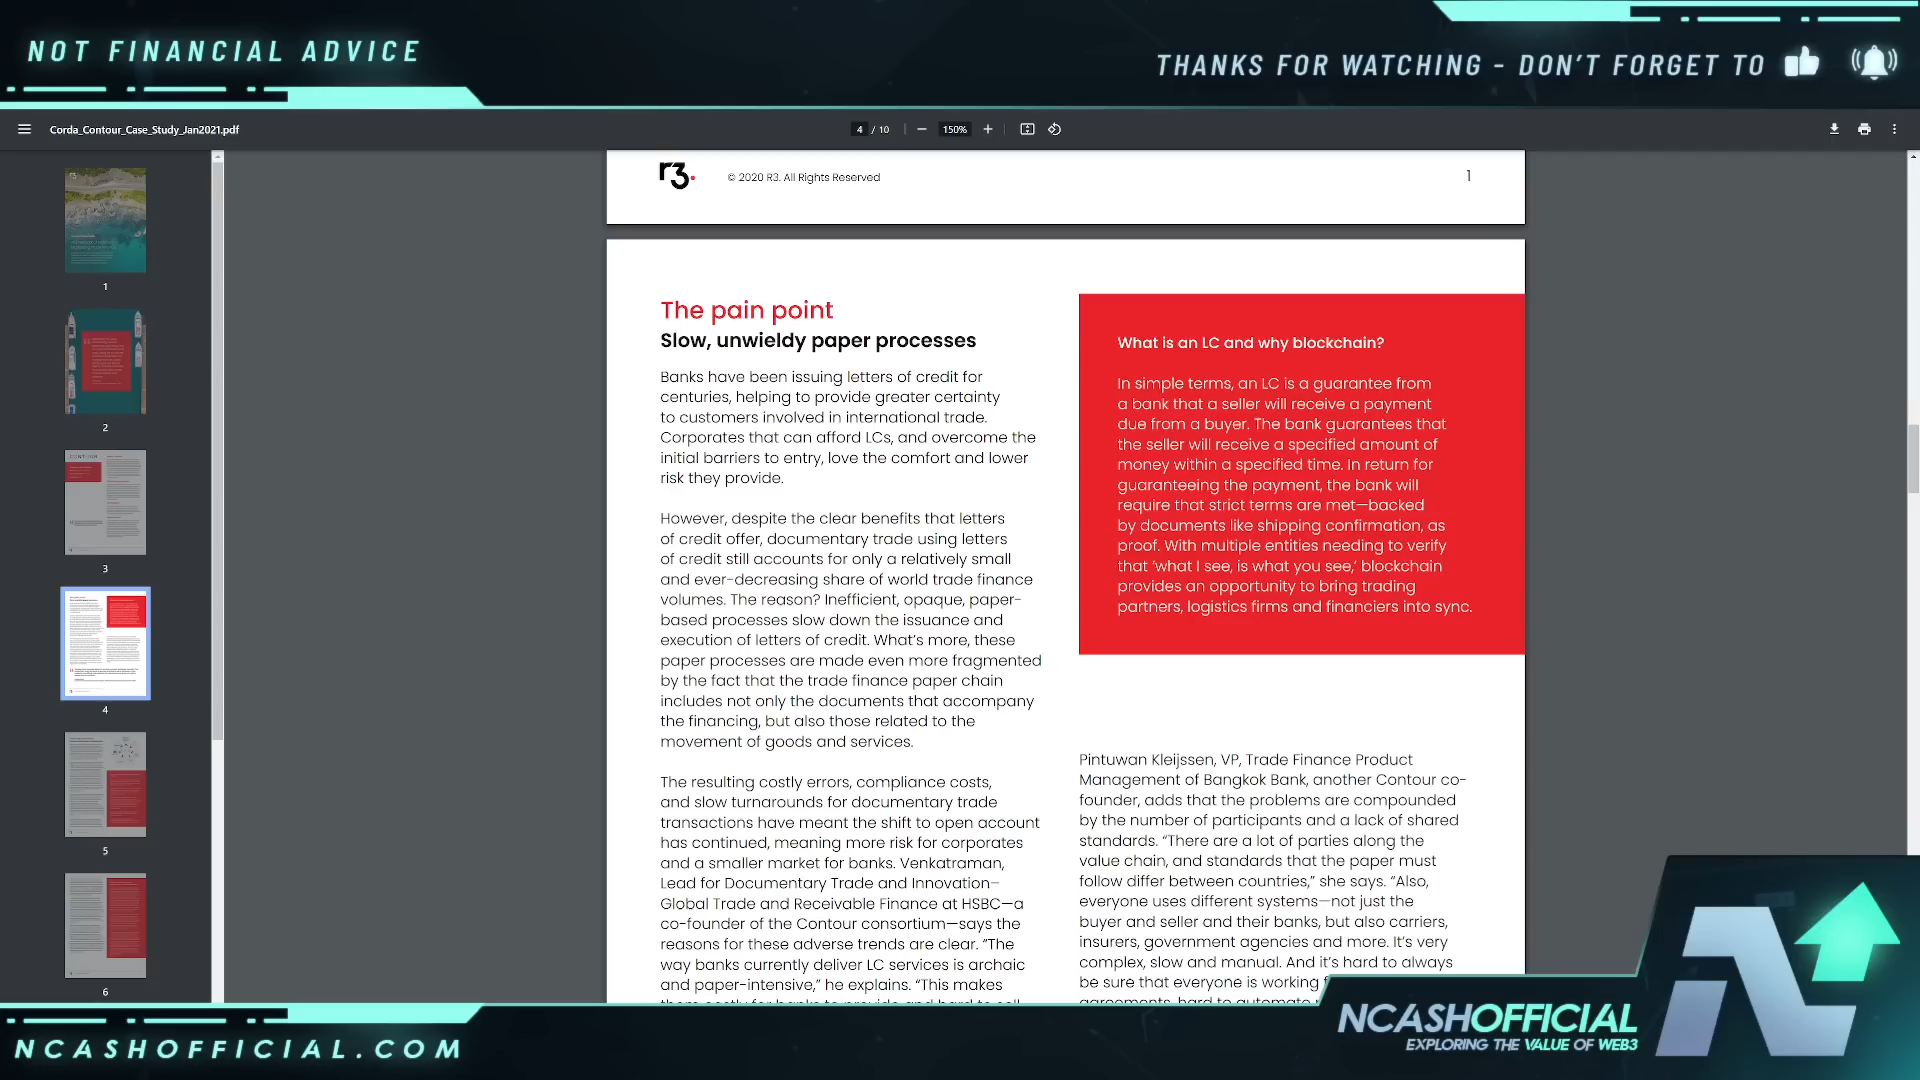 NOT FINANCIAL ADVICE
THANKS FOR WATCHING - DON'T FORGET TO
Corda_Contour_Case_Study_Jan2021.pdf
4 / 10
150%
r3.
© 2020 R3. All Rights Reserved
1
The pain point
Slow, unwieldy paper processes
Banks have been issuing letters of credit for
centuries, helping to provide greater certainty
to customers involved in international trade.
Corporates that can afford LCs, and overcome the
initial barriers to entry, love the comfort and lower
risk they provide.
However, despite the clear benefits that letters
of credit offer, documentary trade using letters
of credit still accounts for only a relatively small
and ever-decreasing share of world trade finance
volumes. The reason? Inefficient, opaque, paper-
based processes slow down the issuance and
execution of letters of credit. What's more, these
paper processes are made even more fragmented
by the fact that the trade finance paper chain
includes not only the documents that accompany
the financing, but also those related to the
movement of goods and services.
The resulting costly errors, compliance costs,
and slow turnarounds for documentary trade
transactions have meant the shift to open account
has continued, meaning more risk for corporates
and a smaller market for banks. Venkatraman,
Lead for Documentary Trade and Innovation–
Global Trade and Receivable Finance at HSBC—a
co-founder of the Contour consortium—says the
reasons for these adverse trends are clear. “The
way banks currently deliver LC services is archaic
and paper-intensive,” he explains. “This makes
What is an LC and why blockchain?
In simple terms, an LC is a guarantee from
a bank that a seller will receive a payment
due from a buyer. The bank guarantees that
the seller will receive a specified amount of
money within a specified time. In return for
guaranteeing the payment, the bank will
require that strict terms are met—backed
by documents like shipping confirmation, as
proof. With multiple entities needing to verify
that ‘what I see, is what you see,’ blockchain
provides an opportunity to bring trading
partners, logistics firms and financiers into sync.
Pintuwan Kleijssen, VP, Trade Finance Product
Management of Bangkok Bank, another Contour co-
founder, adds that the problems are compounded
by the number of participants and a lack of shared
standards. “There are a lot of parties along the
value chain, and standards that the paper must
follow differ between countries,” she says. “Also,
everyone uses different systems—not just the
buyer and seller and their banks, but also carriers,
insurers, government agencies and more. It's very
complex, slow and manual. And it's hard to always
be sure that everyone is working
1
2
3
4
5
6
NCASHOFFICIAL.COM
NCASHOFFICIAL
EXPLORING THE VALUE OF WEB3